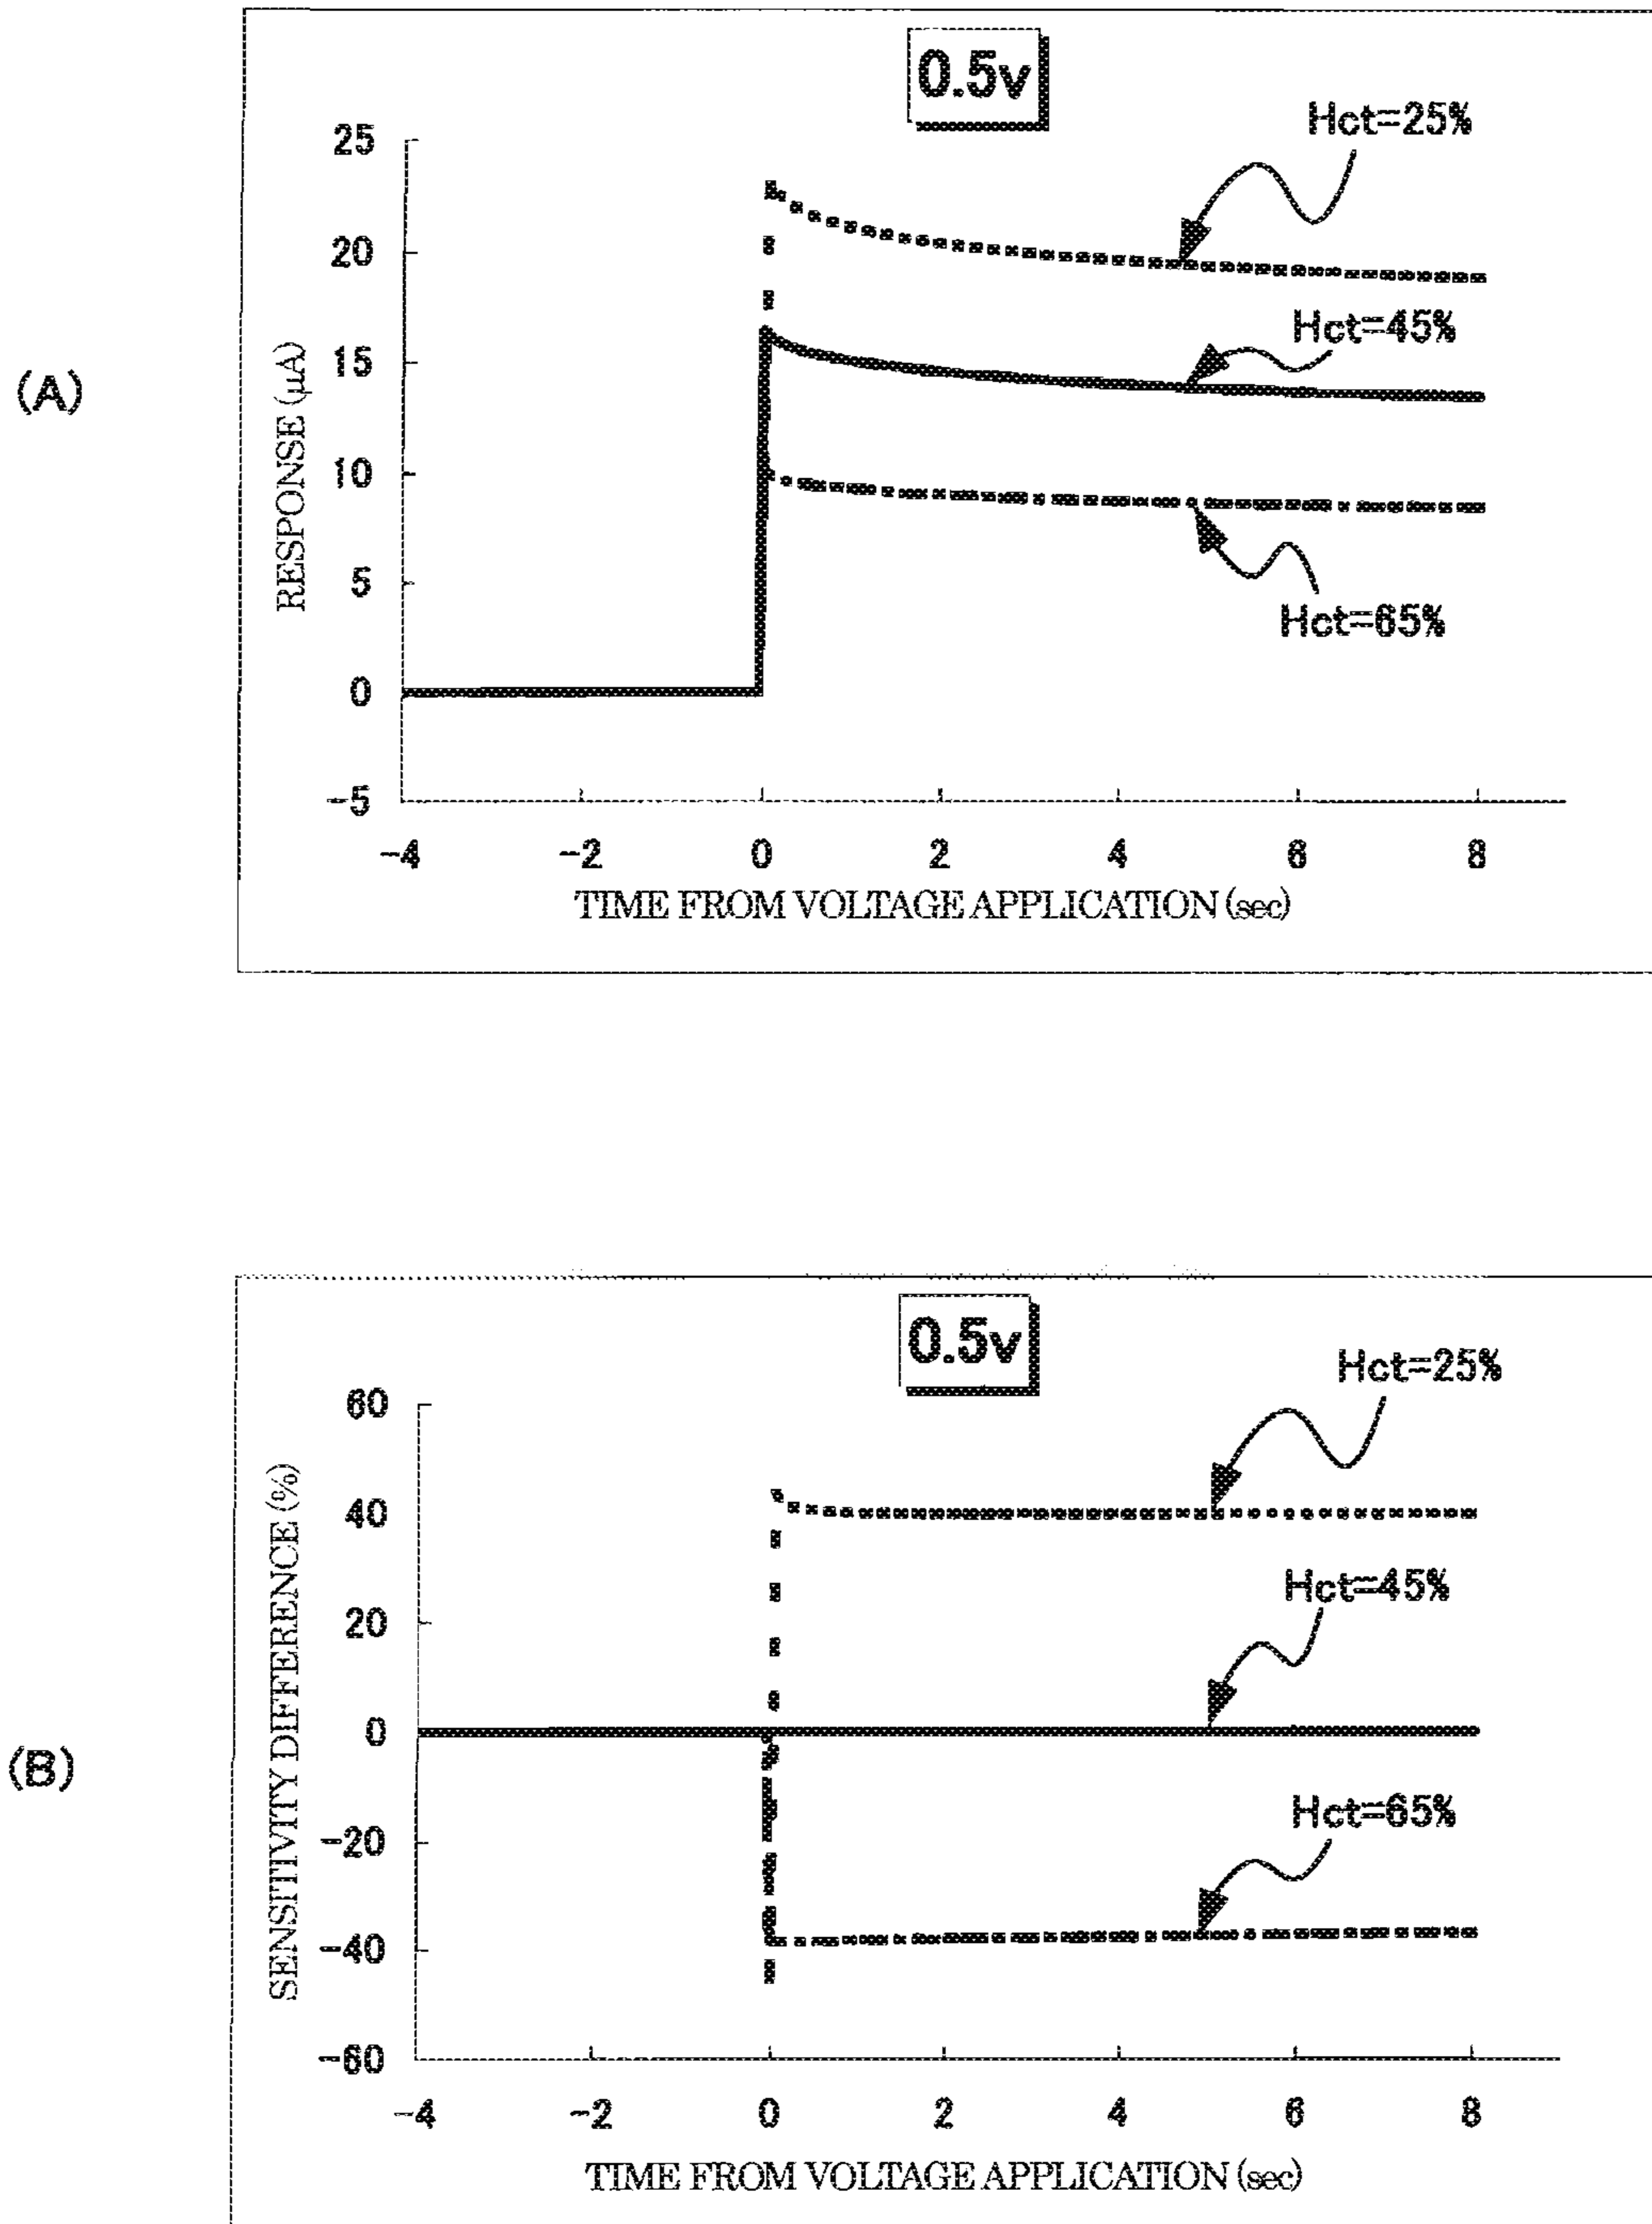 (A)
0.5v
Hct=25%
Hct=45%
Hct=65%
RESPONSE (μA)
25
20
15
10
5
0
-5
-4 -2 0 2 4 6 8
TIME FROM VOLTAGE APPLICATION (sec)
(B)
0.5v
Hct=25%
Hct=45%
Hct=65%
SENSITIVITY DIFFERENCE (%)
60
40
20
0
-20
-40
-60
-4 -2 0 2 4 6 8
TIME FROM VOLTAGE APPLICATION (sec)